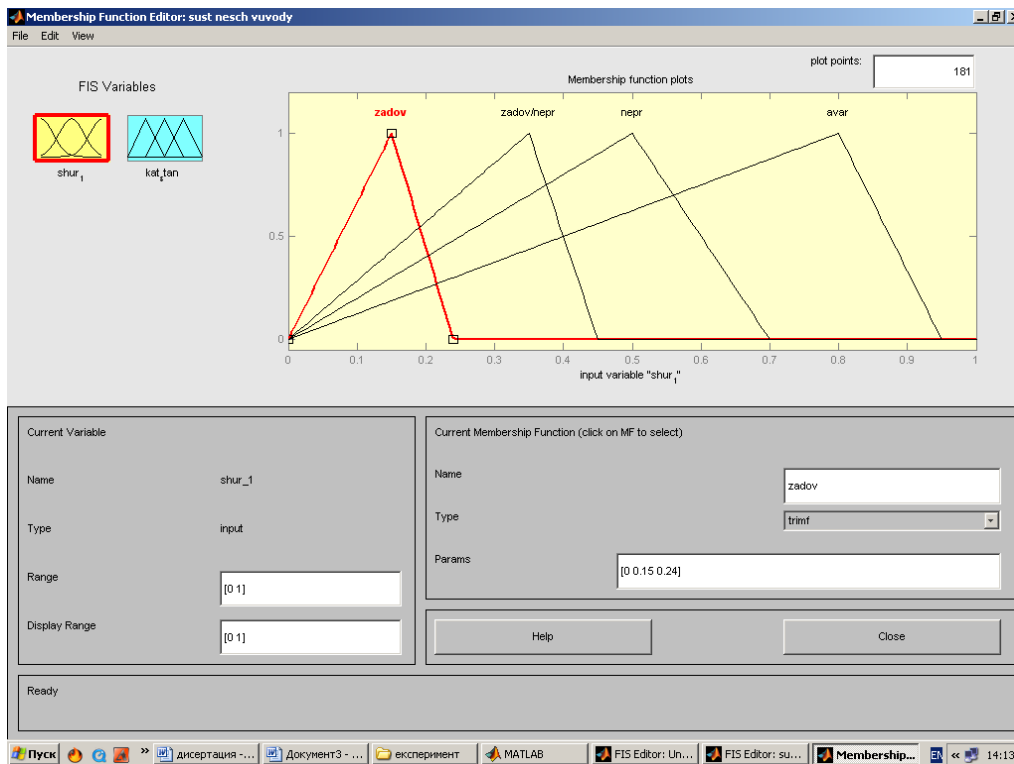 Membership Function Editor: sust nesch vuvody
File Edit View
plot points:
181
FIS Variables
Membership function plots
shur_1
kat_stan
zadov
zadov/nepr
nepr
avar
1
0.5
0
0 0.1 0.2 0.3 0.4 0.5 0.6 0.7 0.8 0.9 1
input variable "shur_1"
Current Variable
Name shur_1
Type input
Range [0 1]
Display Range [0 1]
Current Membership Function (click on MF to select)
Name zadov
Type trimf
Params [0 0.15 0.24]
Help
Close
Ready
Пуск » дисертация -... Документ3 - ... експеримент MATLAB FIS Editor: Un... FIS Editor: su... Membership... EN « 14:13